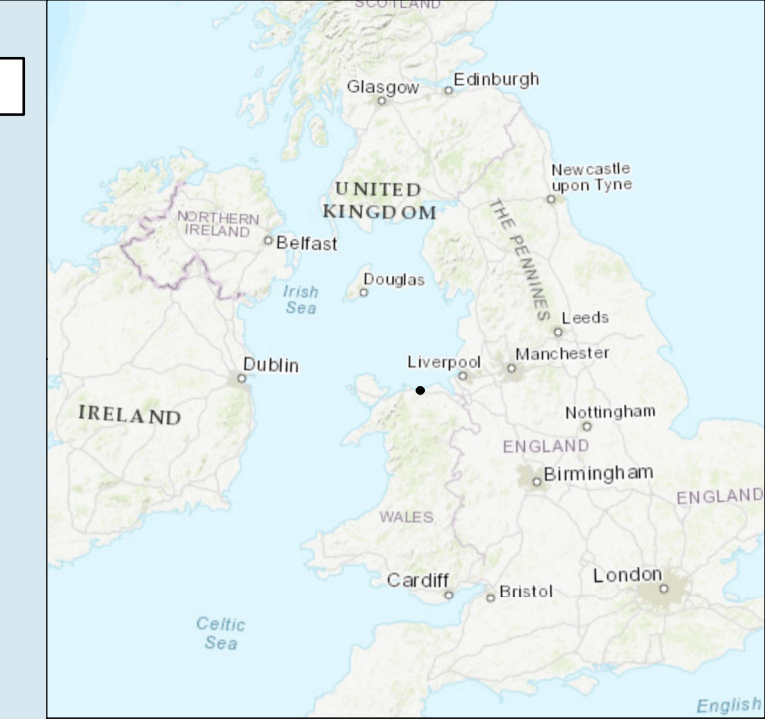 SCOTLAND
Glasgow
Edinburgh
Newcastle
upon Tyne
UNITED
KINGDOM
NORTHERN
IRELAND
Belfast
THE PENNINES
Douglas
Irish
Sea
Leeds
Liverpool
Manchester
Dublin
IRELAND
Nottingham
ENGLAND
Birmingham
ENGLAND
WALES
Cardiff
Bristol
London
Celtic
Sea
English